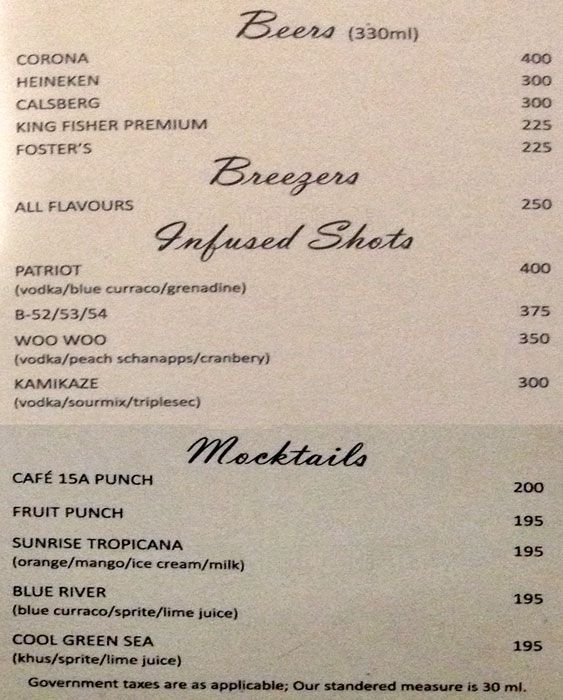 Beers (330ml)
CORONA 400
HEINEKEN 300
CALSBERG 300
KING FISHER PREMIUM 225
FOSTER'S 225
Breezers
ALL FLAVOURS 250
Infused Shots
PATRIOT 400
(vodka/blue curraco/grenadine)
B-52/53/54 375
WOO WOO 350
(vodka/peach schanapps/cranbery)
KAMIKAZE 300
(vodka/sourmix/triplesec)
Mocktails
CAFÉ 15A PUNCH 200
FRUIT PUNCH 195
SUNRISE TROPICANA 195
(orange/mango/ice cream/milk)
BLUE RIVER 195
(blue curraco/sprite/lime juice)
COOL GREEN SEA 195
(khus/sprite/lime juice)
Government taxes are as applicable; Our standered measure is 30 ml.